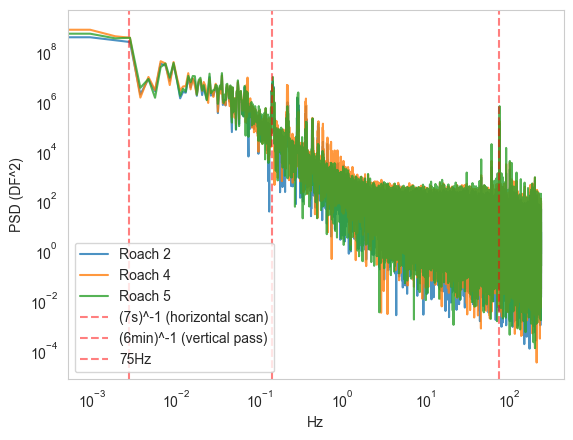 PSD (DF^2)
10^8
10^6
10^4
10^2
10^0
10^-2
10^-4
Roach 2
Roach 4
Roach 5
(7s)^-1 (horizontal scan)
(6min)^-1 (vertical pass)
75Hz
10^-3 10^-2 10^-1 10^0 10^1 10^2
Hz